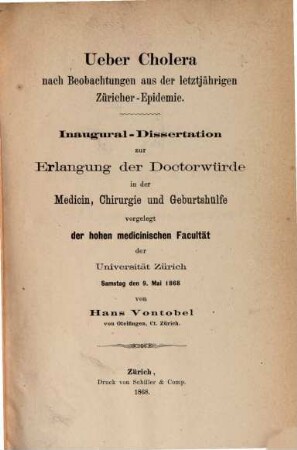 Ueber Cholera
nach Beobachtungen aus der letztjährigen
Züricher-Epidemie.
Inaugural-Dissertation
zur
Erlangung der Doctorwürde
in der
Medicin, Chirurgie und Geburtshülfe
vorgelegt
der hohen medicinischen Facultät
der
Universität Zürich
Samstag den 9. Mai 1868
von
Hans Vontobel
von Otelfingen, Ct. Zürich.
Zürich,
Druck von Schiller & Comp.
1868.